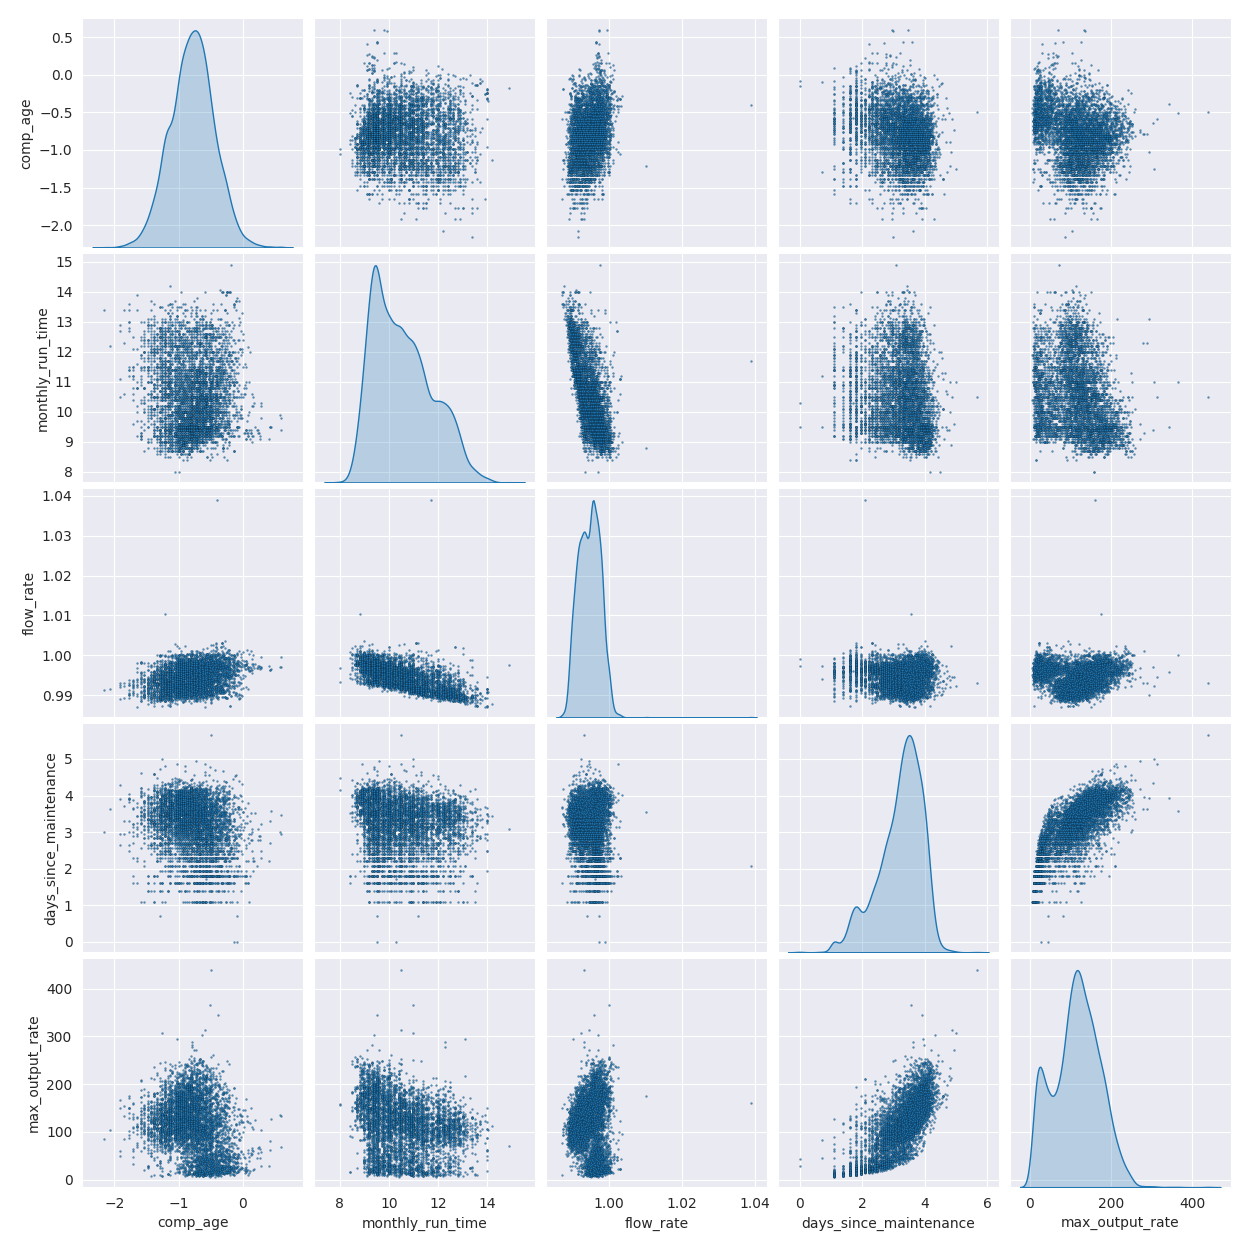 0.5
0.0
−0.5
−1.0
−1.5
−2.0
comp_age
15
14
13
12
11
10
9
8
monthly_run_time
1.04
1.03
1.02
1.01
1.00
0.99
flow_rate
5
4
3
2
1
0
days_since_maintenance
400
300
200
100
0
max_output_rate
−2 −1 0
8 10 12 14
1.00 1.02 1.04
0 2 4 6
0 200 400
comp_age
monthly_run_time
flow_rate
days_since_maintenance
max_output_rate